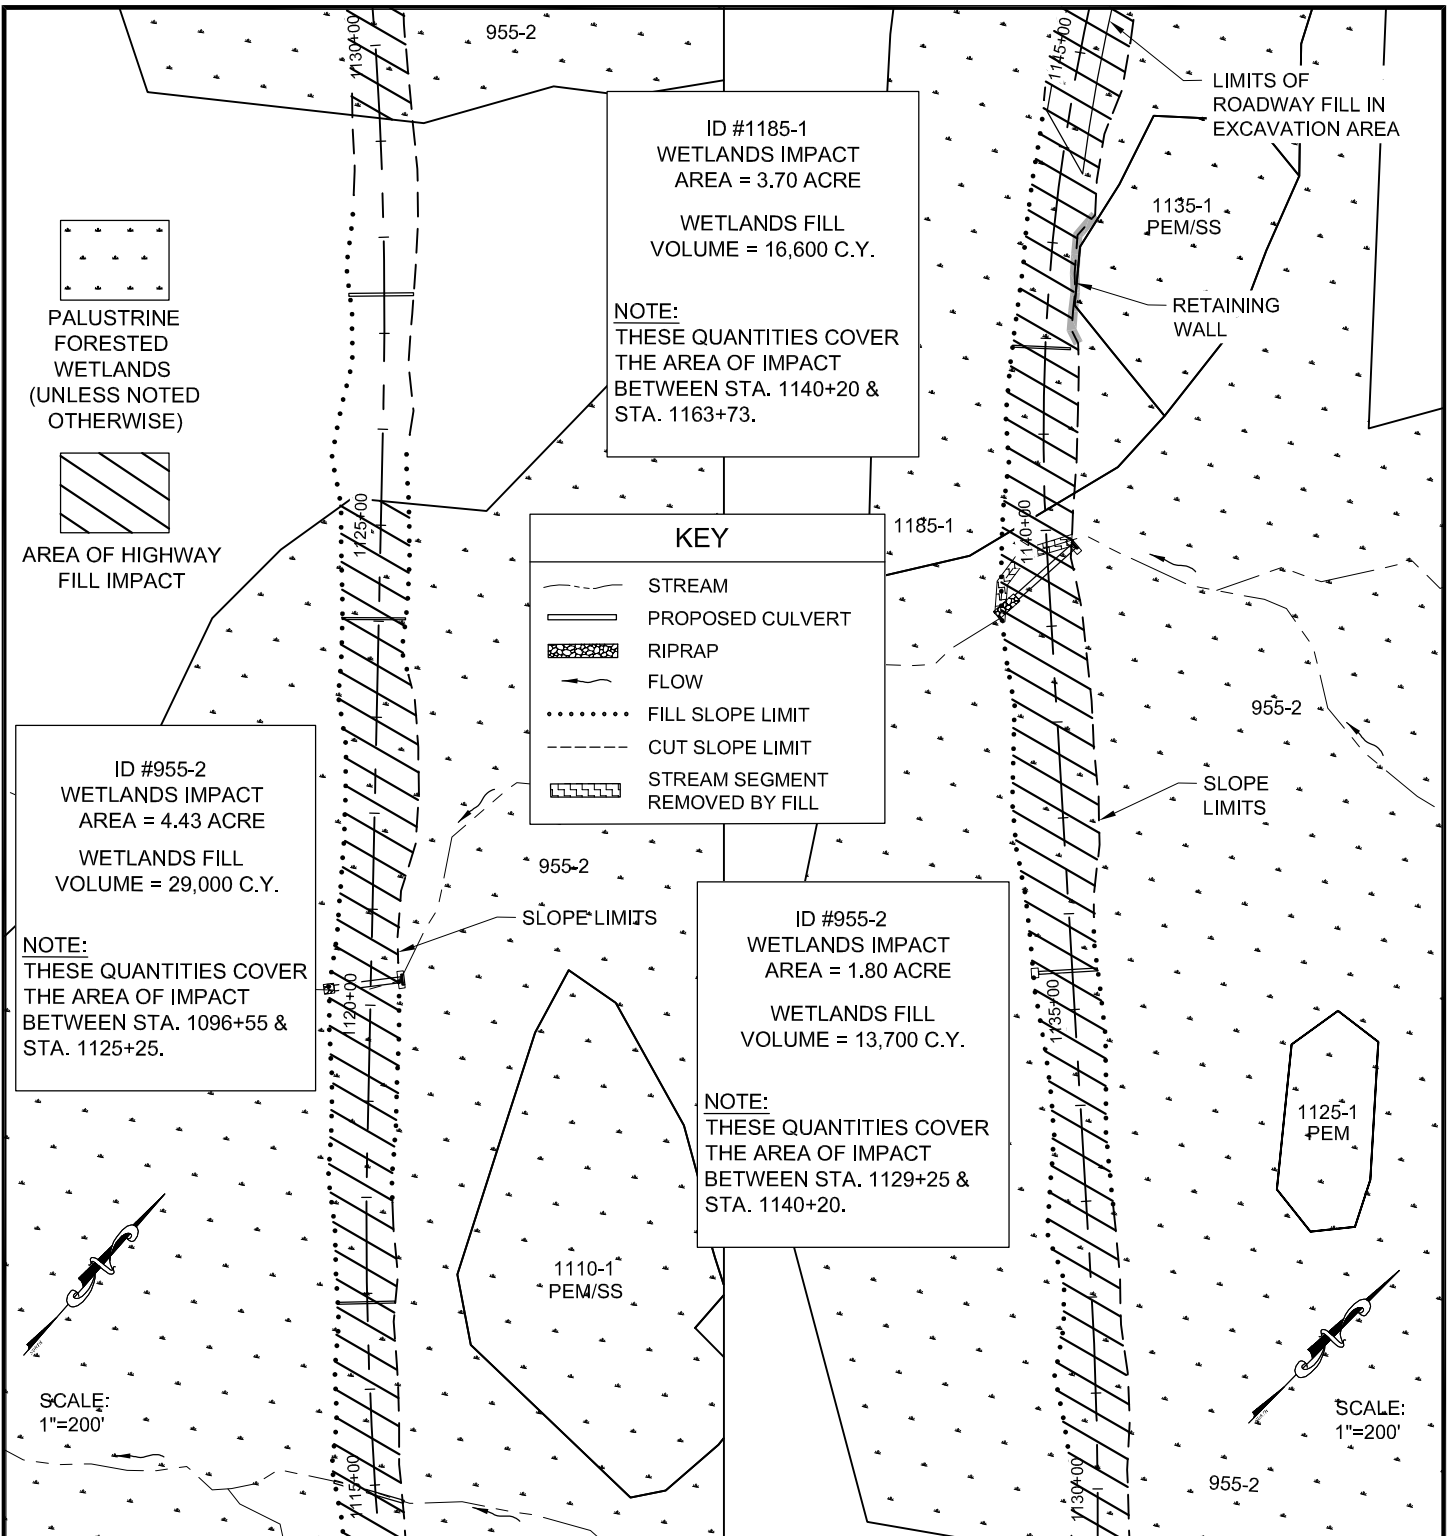 955-2
1130+00
1145+00
LIMITS OF
ROADWAY FILL IN
EXCAVATION AREA
ID #1185-1
WETLANDS IMPACT
AREA = 3.70 ACRE
WETLANDS FILL
VOLUME = 16,600 C.Y.
NOTE:
THESE QUANTITIES COVER
THE AREA OF IMPACT
BETWEEN STA. 1140+20 &
STA. 1163+73.
1135-1
PEM/SS
RETAINING
WALL
PALUSTRINE
FORESTED
WETLANDS
(UNLESS NOTED
OTHERWISE)
AREA OF HIGHWAY
FILL IMPACT
1125+00
1185-1
1140+00
KEY
STREAM
PROPOSED CULVERT
RIPRAP
FLOW
FILL SLOPE LIMIT
CUT SLOPE LIMIT
STREAM SEGMENT
REMOVED BY FILL
955-2
SLOPE
LIMITS
ID #955-2
WETLANDS IMPACT
AREA = 4.43 ACRE
WETLANDS FILL
VOLUME = 29,000 C.Y.
NOTE:
THESE QUANTITIES COVER
THE AREA OF IMPACT
BETWEEN STA. 1096+55 &
STA. 1125+25.
955-2
SLOPE LIMITS
1120+00
ID #955-2
WETLANDS IMPACT
AREA = 1.80 ACRE
WETLANDS FILL
VOLUME = 13,700 C.Y.
NOTE:
THESE QUANTITIES COVER
THE AREA OF IMPACT
BETWEEN STA. 1129+25 &
STA. 1140+20.
1135+00
1125-1
PEM
1110-1
PEM/SS
SCALE:
1"=200'
SCALE:
1"=200'
1115+00
1130+00
955-2